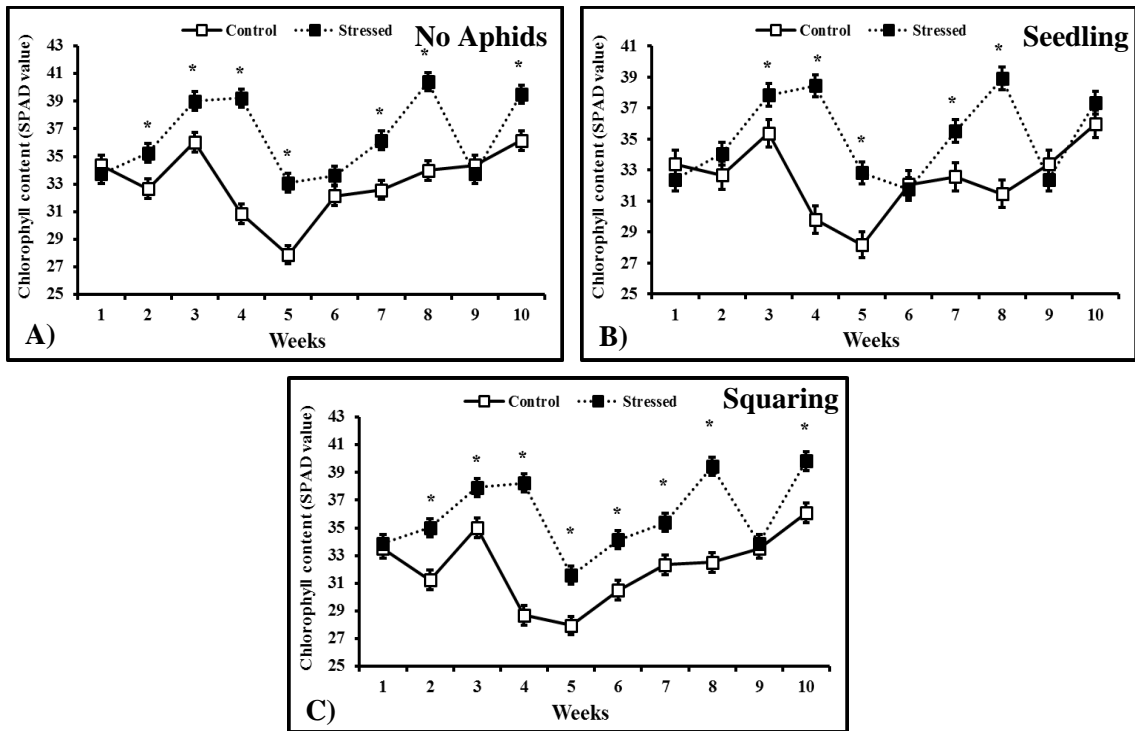 Control Stressed No Aphids
Chlorophyll content (SPAD value)
43
41
39
37
35
33
31
29
27
25
* * * * * * *
1 2 3 4 5 6 7 8 9 10
Weeks
A)
Control Stressed Seedling
Chlorophyll content (SPAD value)
41
39
37
35
33
31
29
27
25
* * * * *
1 2 3 4 5 6 7 8 9 10
Weeks
B)
Control Stressed Squaring
Chlorophyll content (SPAD value)
43
41
39
37
35
33
31
29
27
25
* * * * * * * *
1 2 3 4 5 6 7 8 9 10
Weeks
C)